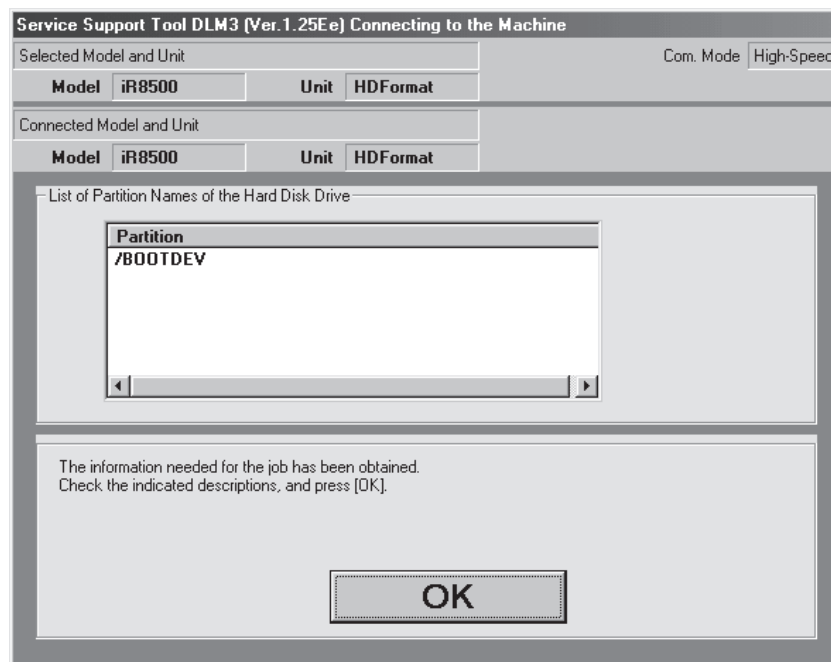 Service Support Tool DLM3 (Ver.1.25Ee) Connecting to the Machine
Selected Model and Unit
Com. Mode High-Speed
Model iR8500 Unit HDFormat
Connected Model and Unit
Model iR8500 Unit HDFormat
List of Partition Names of the Hard Disk Drive
Partition
/BOOTDEV
The information needed for the job has been obtained.
Check the indicated descriptions, and press [OK].
OK